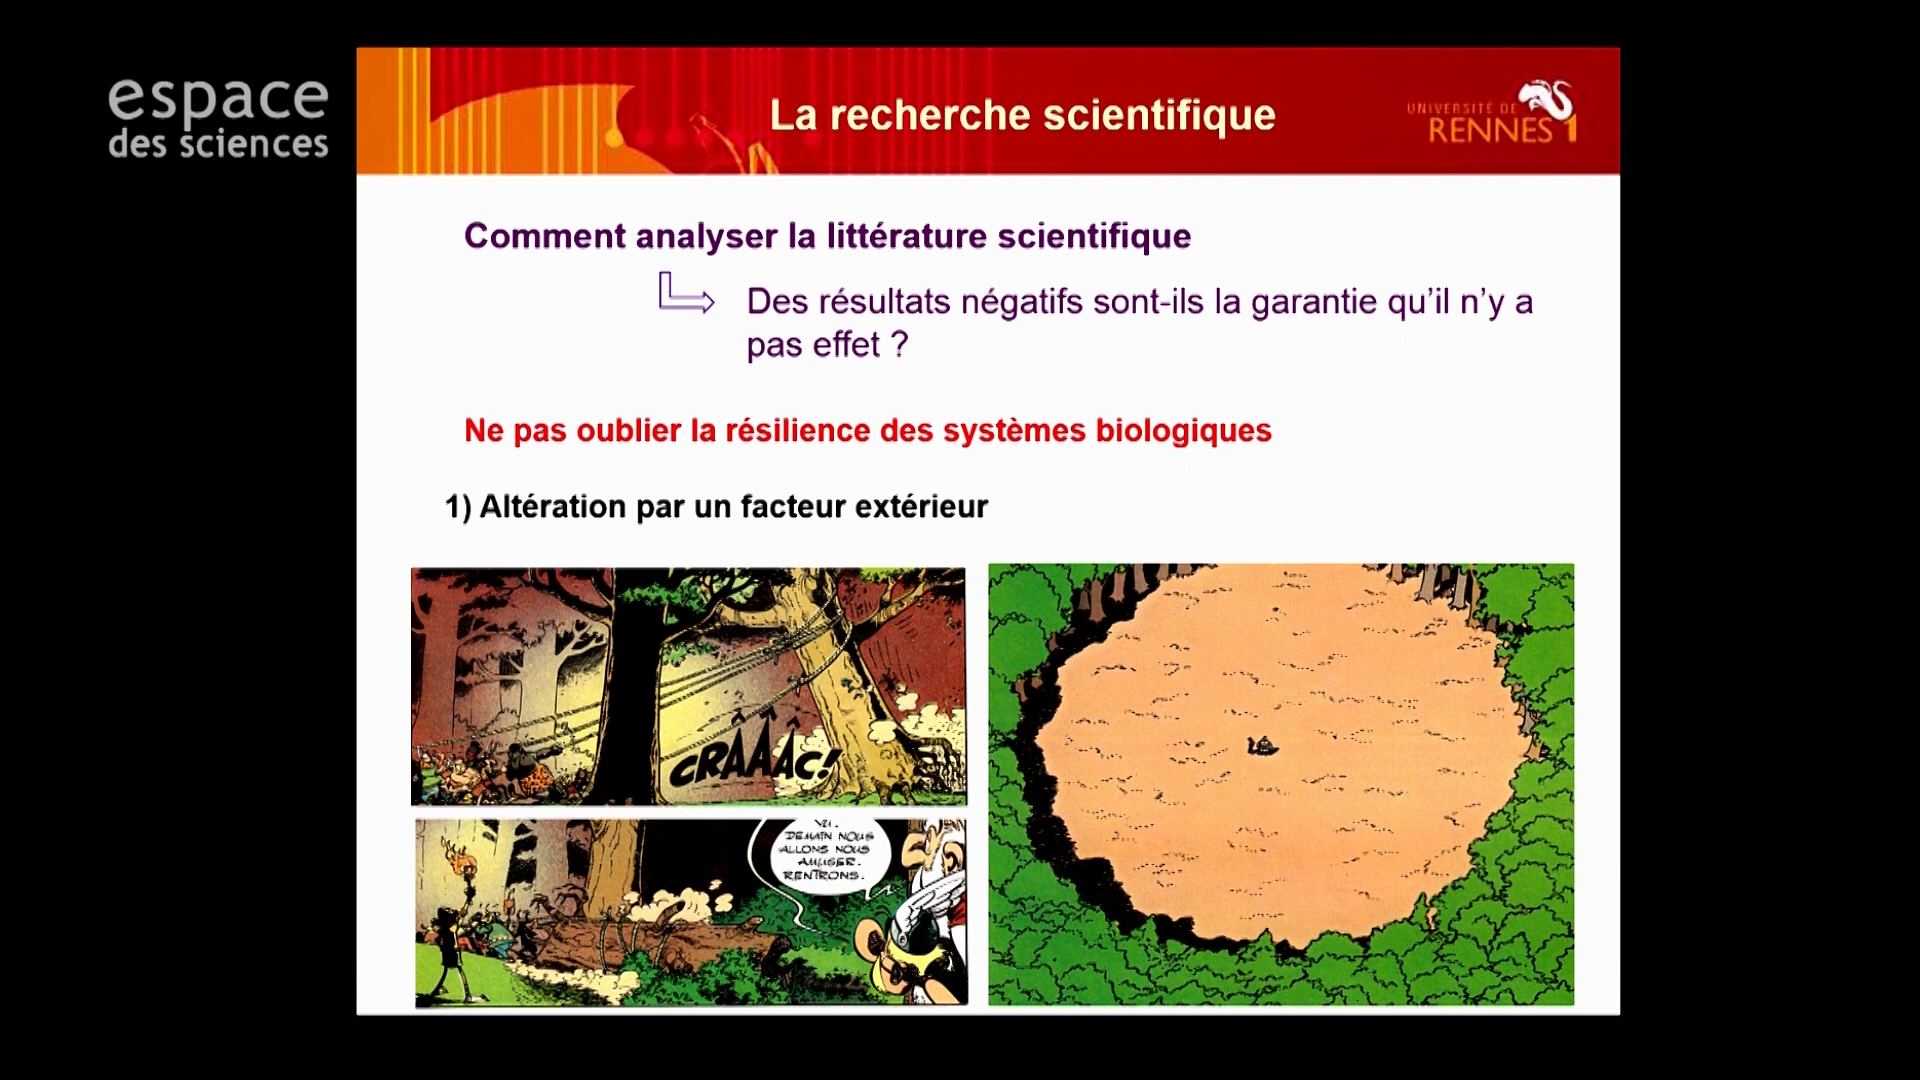 espace
des sciences
La recherche scientifique
UNIVERSITÉ DE
RENNES 1
Comment analyser la littérature scientifique
Des résultats négatifs sont-ils la garantie qu’il n’y a
pas effet ?
Ne pas oublier la résilience des systèmes biologiques
1) Altération par un facteur extérieur
CRÂÂÂC!
DEMAIN NOUS
ALLONS NOUS
AMUSER.
RENTRONS.